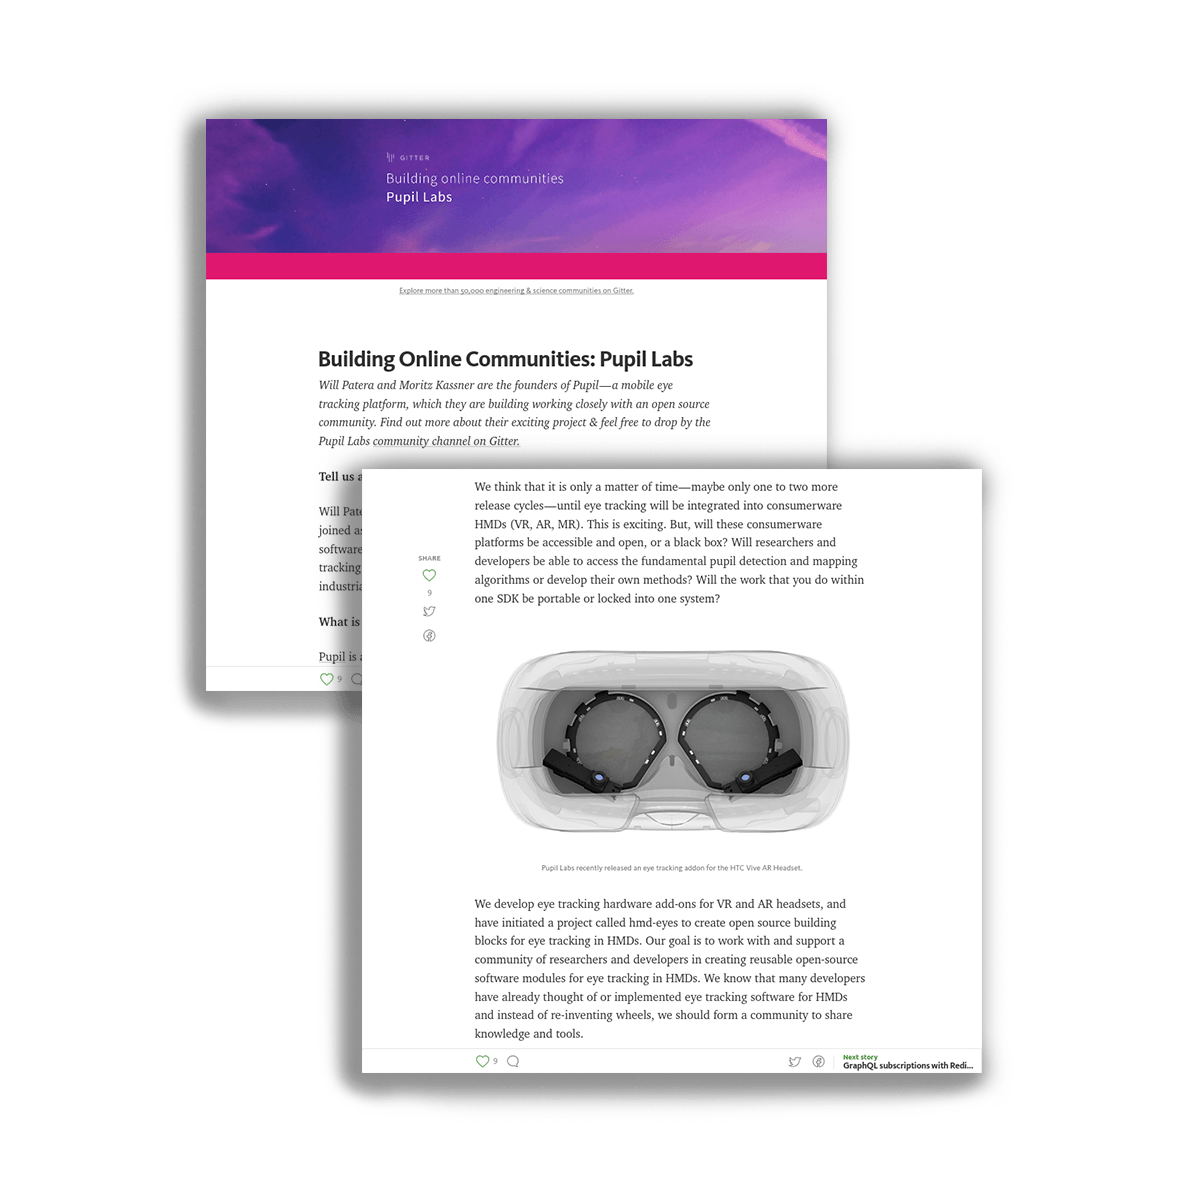 GITTER
Building online communities
Pupil Labs
Explore more than 50,000 engineering & science communities on Gitter.
Building Online Communities: Pupil Labs
Will Patera and Moritz Kassner are the founders of Pupil — a mobile eye
tracking platform, which they are building working closely with an open source
community. Find out more about their exciting project & feel free to drop by the
Pupil Labs community channel on Gitter.
Tell us a
Will Pate
joined as
software
tracking
industria
What is
Pupil is a
9
We think that it is only a matter of time — maybe only one to two more
release cycles — until eye tracking will be integrated into consumerware
HMDs (VR, AR, MR). This is exciting. But, will these consumerware
platforms be accessible and open, or a black box? Will researchers and
developers be able to access the fundamental pupil detection and mapping
algorithms or develop their own methods? Will the work that you do within
one SDK be portable or locked into one system?
SHARE
9
Pupil Labs recently released an eye tracking addon for the HTC Vive AR Headset.
We develop eye tracking hardware add-ons for VR and AR headsets, and
have initiated a project called hmd-eyes to create open source building
blocks for eye tracking in HMDs. Our goal is to work with and support a
community of researchers and developers in creating reusable open-source
software modules for eye tracking in HMDs. We know that many developers
have already thought of or implemented eye tracking software for HMDs
and instead of re-inventing wheels, we should form a community to share
knowledge and tools.
9
Next story
GraphQL subscriptions with Redi...